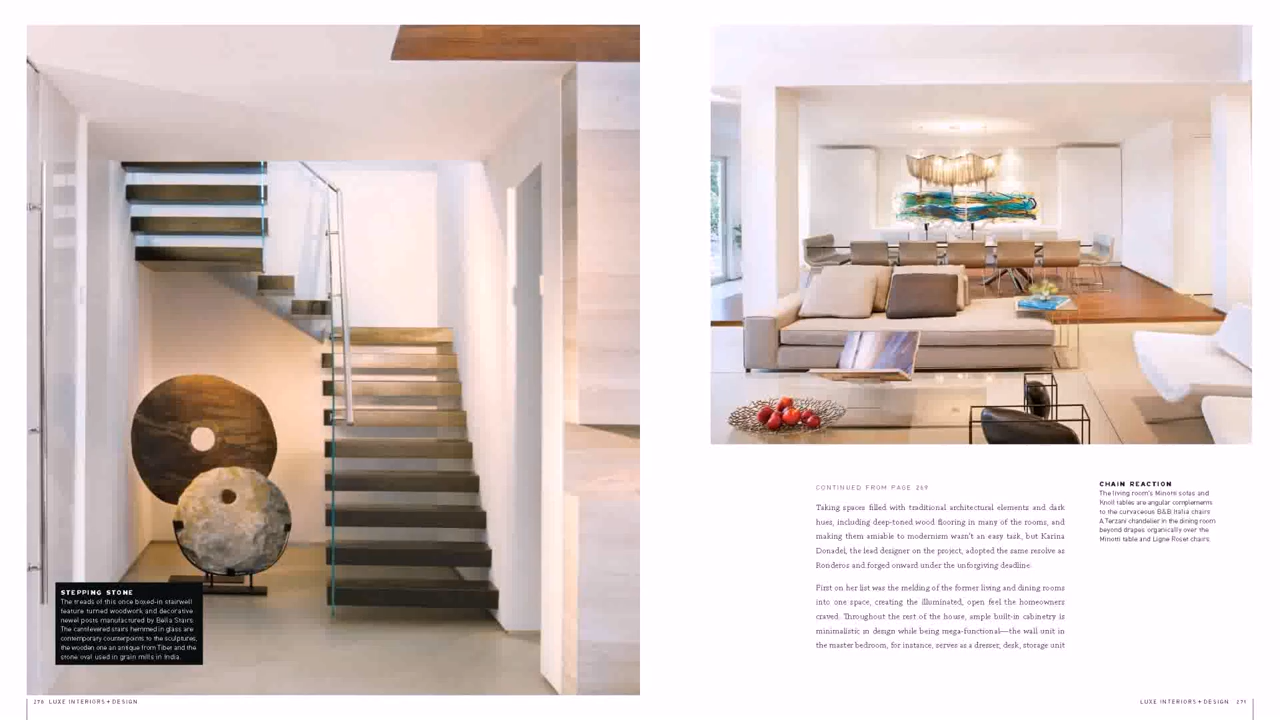 STEPPING STONE
The treads of this once boxed-in stairwell
feature turned woodwork and decorative
newel posts manufactured by Bella Stairs.
The cantilevered stairs hemmed in glass are
contemporary counterpoints to the sculptures,
the wooden one an antique from Tibet and the
stone oval used in grain mills in India.
LUXE INTERIORS + DESIGN
CONTINUED FROM PAGE 269
Taking spaces filled with traditional architectural elements and dark
hues, including deep-toned wood flooring in many of the rooms, and
making them amiable to modernism wasn't an easy task, but Karina
Donadel, the lead designer on the project, adopted the same resolve as
Ronderos and forged onward under the unforgiving deadline.
First on her list was the melding of the former living and dining rooms
into one space, creating the illuminated, open feel the homeowners
craved. Throughout the rest of the house, ample built-in cabinetry is
minimalistic in design while being mega-functional—the wall unit in
the master bedroom, for instance, serves as a dresser, desk, storage unit
CHAIN REACTION
The living room's Minotti sofas and
Knoll tables are angular complements
to the curvaceous B&B Italia chairs.
A Terzani chandelier in the dining room
beyond drapes organically over the
Minotti table and Ligne Roset chairs.
LUXE INTERIORS + DESIGN 271